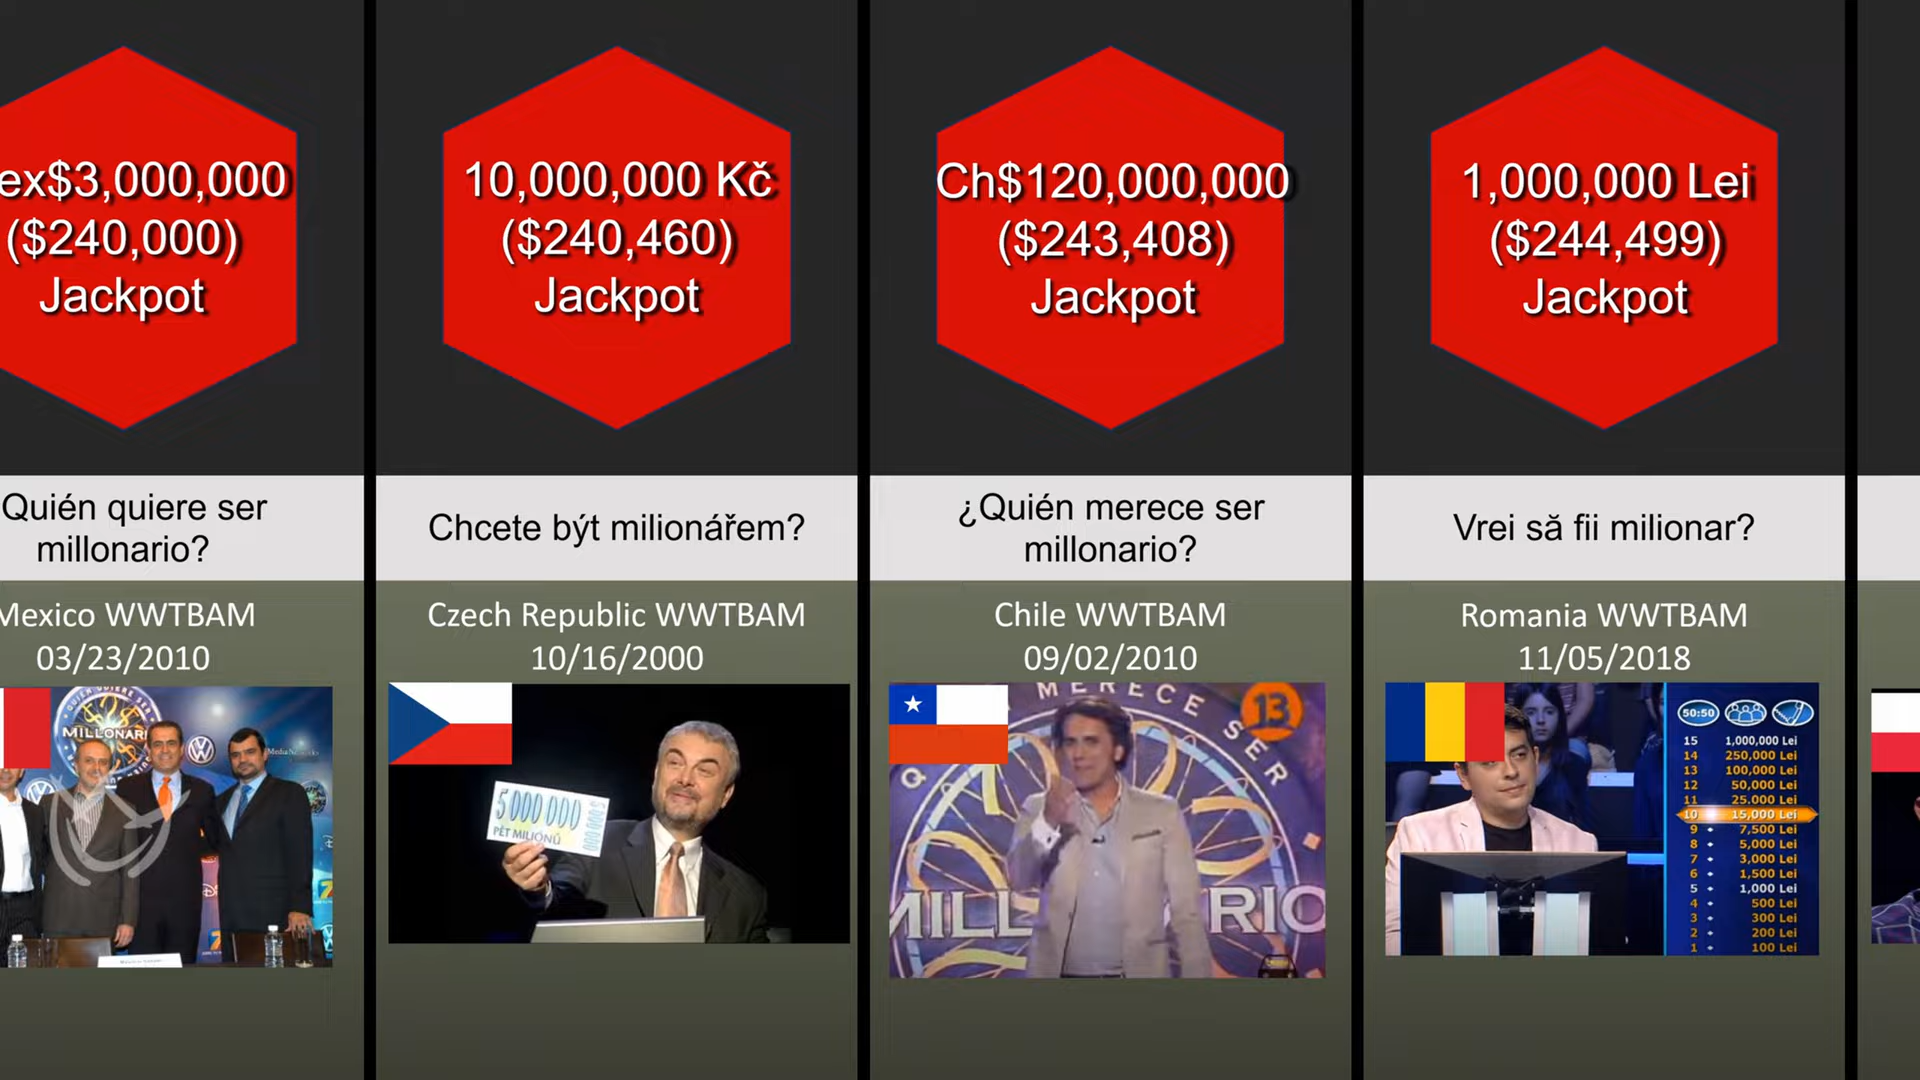 ex$3,000,000
($240,000)
Jackpot
Quién quiere ser
millonario?
Mexico WWTBAM
03/23/2010
QUIÉN QUIERE SER
MILLONARI
10,000,000 Kč
($240,460)
Jackpot
Chcete být milionářem?
Czech Republic WWTBAM
10/16/2000
5 000 000
PĚT MILIONŮ
Ch$120,000,000
($243,408)
Jackpot
¿Quién merece ser
millonario?
Chile WWTBAM
09/02/2010
MERECE SER
13
MILL RIO
1,000,000 Lei
($244,499)
Jackpot
Vrei să fii milionar?
Romania WWTBAM
11/05/2018
50:50
15 1,000,000 Lei
14 250,000 Lei
13 100,000 Lei
12 50,000 Lei
11 25.000 Lei
10 15,000 Lei
9 7,500 Lei
8 5,000 Lei
7 3,000 Lei
6 1,500 Lei
5 1,000 Lei
4 500 Lei
3 300 Lei
2 200 Lei
1 100 Lei